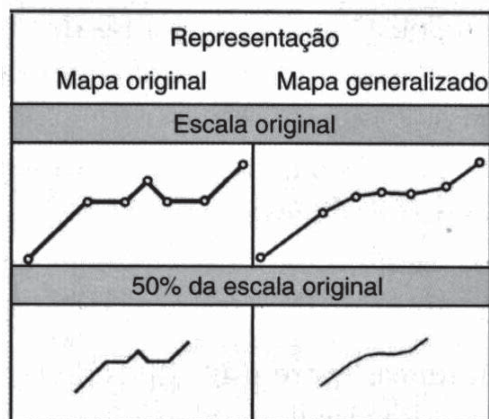 Representação
Mapa original Mapa generalizado
Escala original
50% da escala original